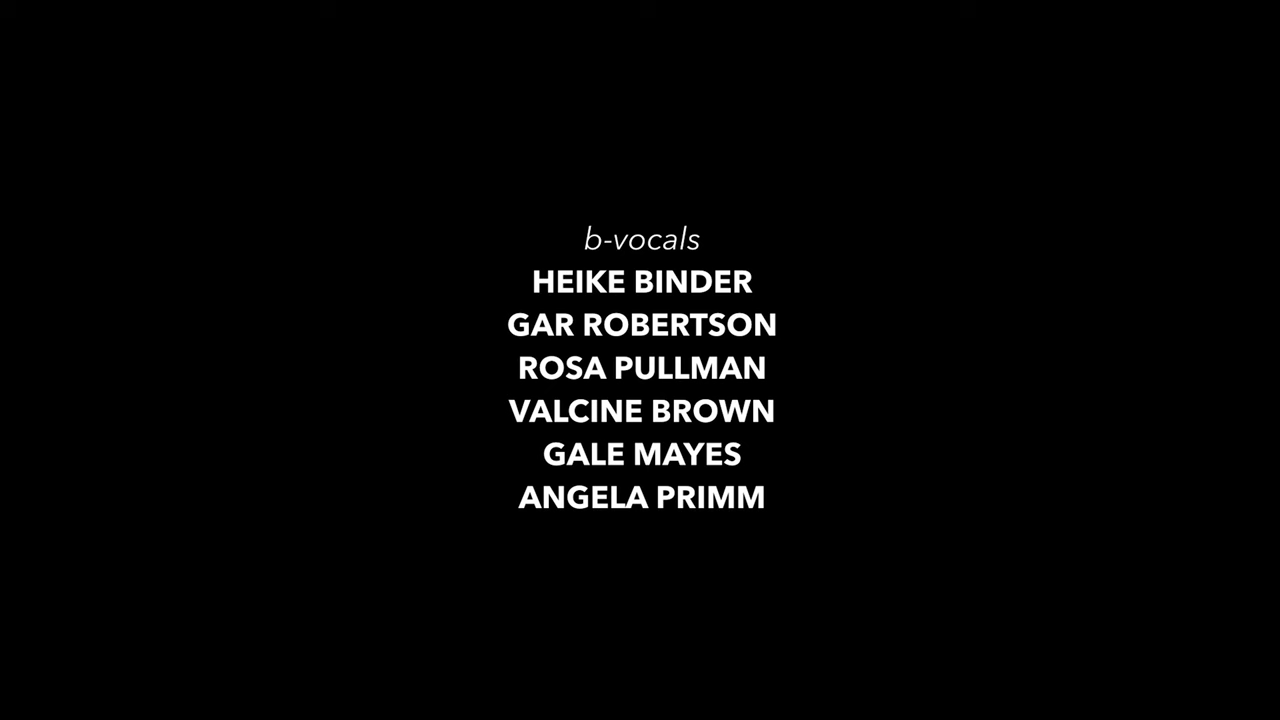 b-vocals
HEIKE BINDER
GAR ROBERTSON
ROSA PULLMAN
VALCINE BROWN
GALE MAYES
ANGELA PRIMM